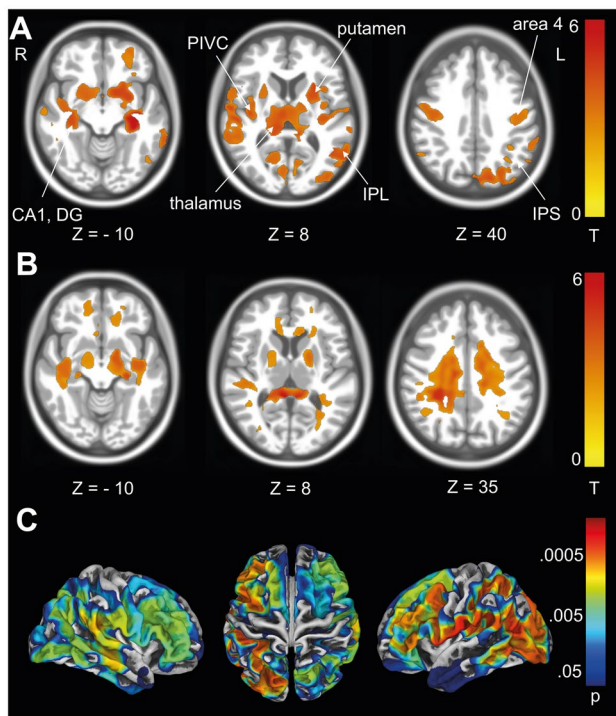 A
R
PIVC
putamen
area 4
6
L
CA1, DG
thalamus
IPL
IPS
0
Z = - 10
Z = 8
Z = 40
T
B
6
0
Z = - 10
Z = 8
Z = 35
T
C
.0005
.005
.05
p